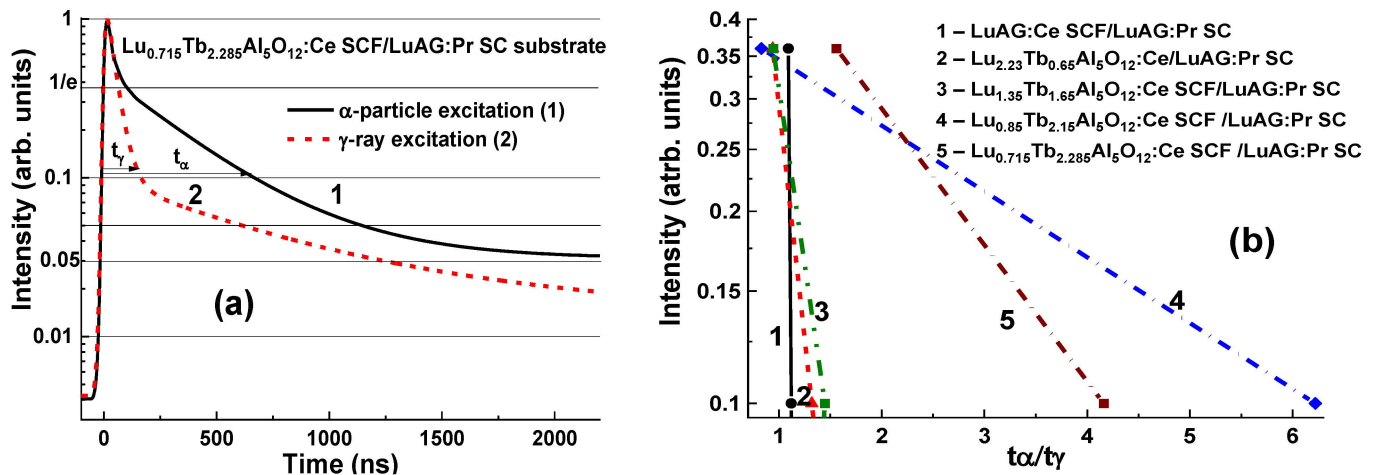 Lu0.715Tb2.285Al5O12:Ce SCF/LuAG:Pr SC substrate
α-particle excitation (1)
γ-ray excitation (2)
tγ
tα
1
2
(a)
1
1/e
0.1
0.05
0.01
Intensity (arb. units)
0
500
1000
1500
2000
Time (ns)
1 – LuAG:Ce SCF/LuAG:Pr SC
2 – Lu2.23Tb0.65Al5O12:Ce/LuAG:Pr SC
3 – Lu1.35Tb1.65Al5O12:Ce SCF/LuAG:Pr SC
4 – Lu0.85Tb2.15Al5O12:Ce SCF /LuAG:Pr SC
5 – Lu0.715Tb2.285Al5O12:Ce SCF /LuAG:Pr SC
(b)
1
2
3
4
5
0.4
0.35
0.3
0.25
0.2
0.15
0.1
Intensity (atrb. units)
1
2
3
4
5
6
tα/tγ